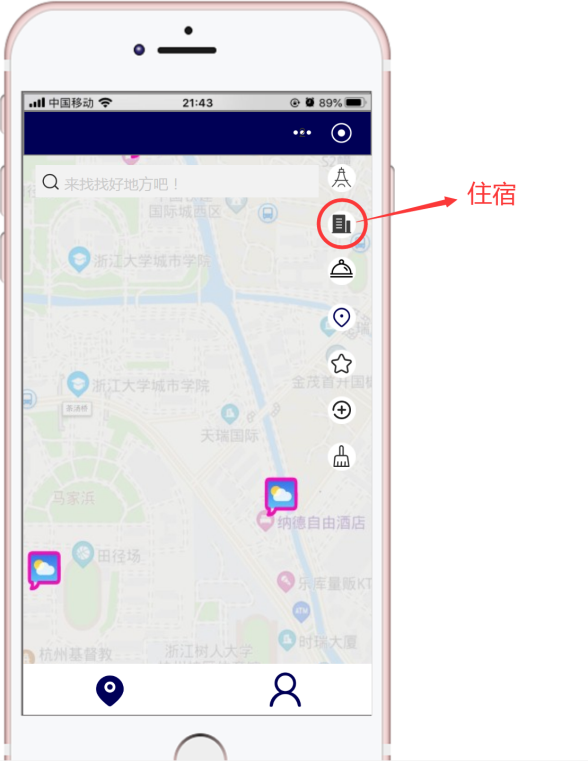 中国移动
21:43
89%
来找找好地方吧！
国际城西区
住宿
浙江大学城市学院
浙江大学城市学院
金茂首开国
天瑞国际
马家浜
纳德自由酒店
田径场
乐库量贩KT
ATM
时瑞大厦
浙江树人大学
杭州基督教